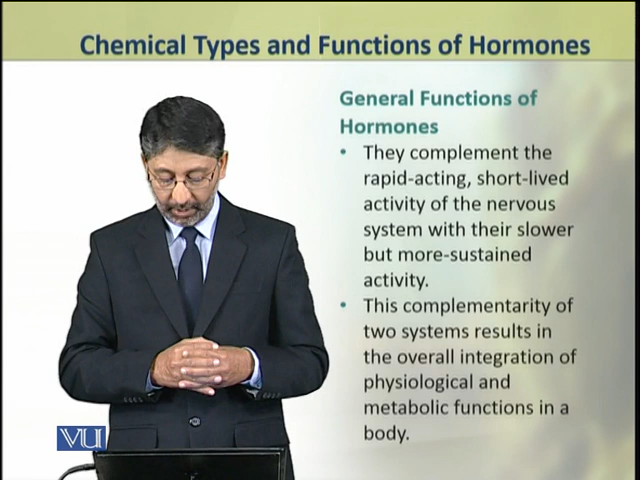 Chemical Types and Functions of Hormones
General Functions of
Hormones
• They complement the
rapid-acting, short-lived
activity of the nervous
system with their slower
but more-sustained
activity.
• This complementarity of
two systems results in
the overall integration of
physiological and
metabolic functions in a
body.
VU